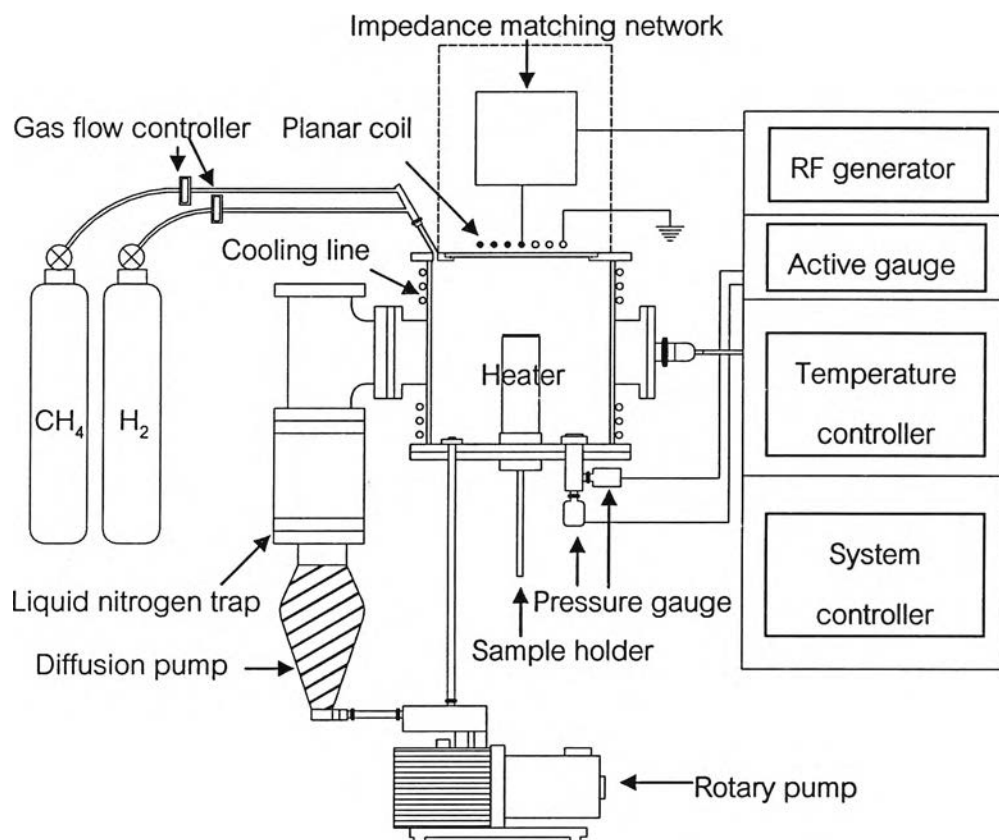 Impedance matching network
Gas flow controller
Planar coil
RF generator
Cooling line
Active gauge
Heater
Temperature
controller
CH₄
H₂
System
controller
Liquid nitrogen trap
Pressure gauge
Sample holder
Diffusion pump
Rotary pump